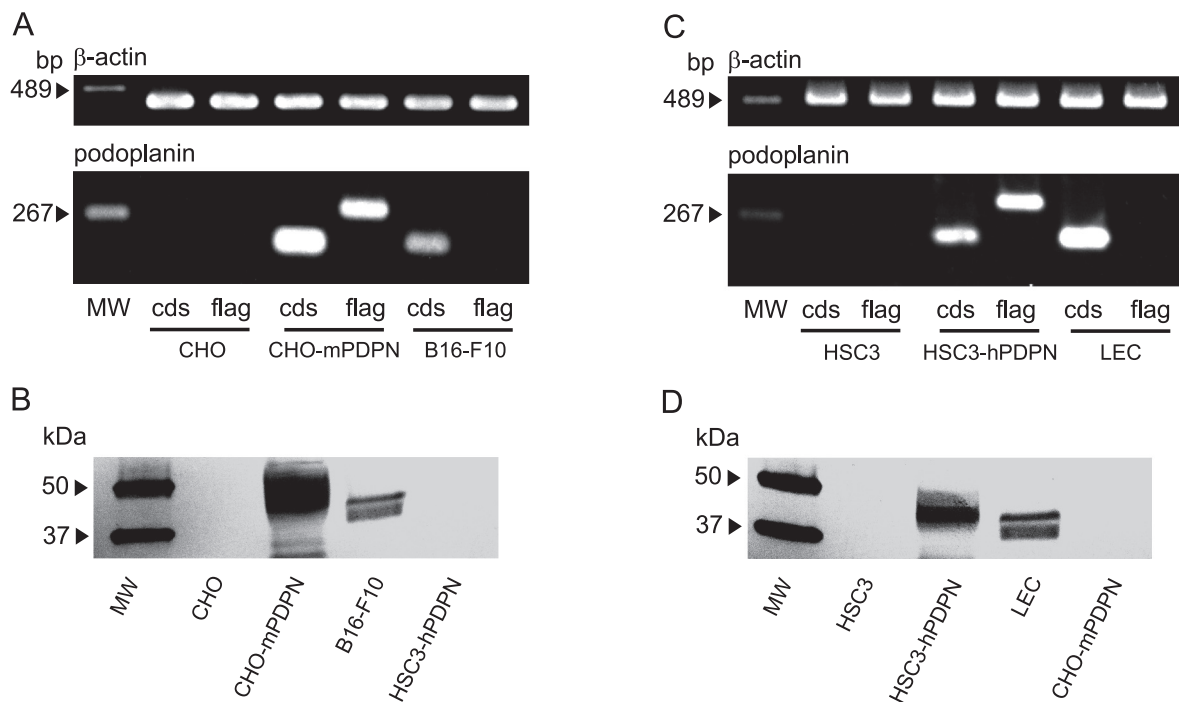 A
bp β-actin
489
podoplanin
267
MW cds flag cds flag cds flag
CHO CHO-mPDPN B16-F10
B
kDa
50
37
MW CHO CHO-mPDPN B16-F10 HSC3-hPDPN
C
bp β-actin
489
podoplanin
267
MW cds flag cds flag cds flag
HSC3 HSC3-hPDPN LEC
D
kDa
50
37
MW HSC3 HSC3-hPDPN LEC CHO-mPDPN